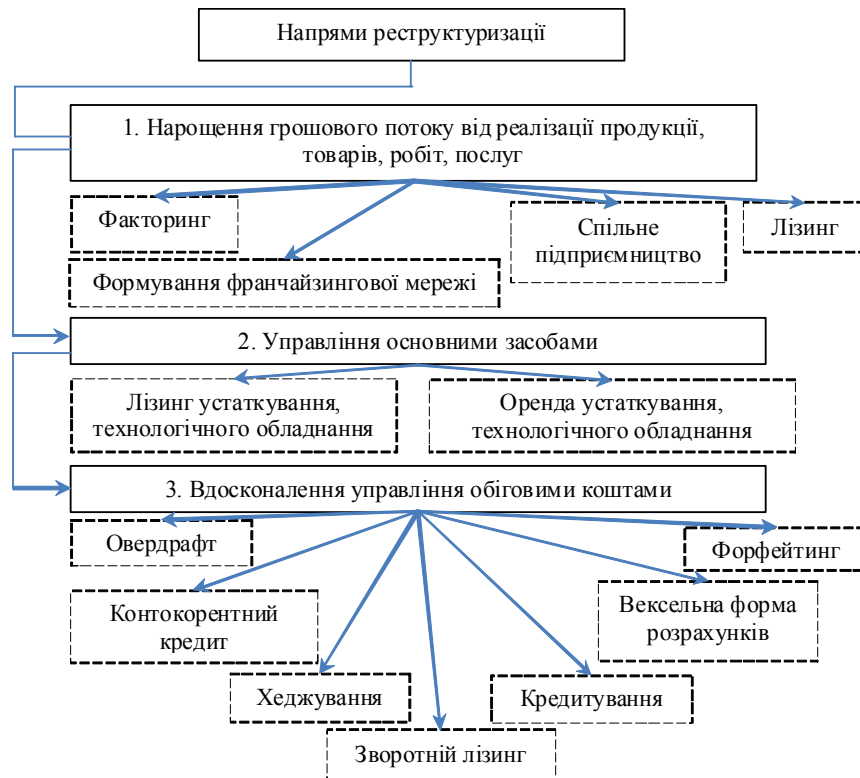 Напрями реструктуризації
1. Нарощення грошового потоку від реалізації продукції,
товарів, робіт, послуг
Факторинг
Спільне
підприємництво
Лізинг
Формування франчайзингової мережі
2. Управління основними засобами
Лізинг устаткування,
технологічного обладнання
Оренда устаткування,
технологічного обладнання
3. Вдосконалення управління обіговими коштами
Овердрафт
Форфейтинг
Контокорентний
кредит
Вексельна форма
розрахунків
Хеджування
Кредитування
Зворотній лізинг